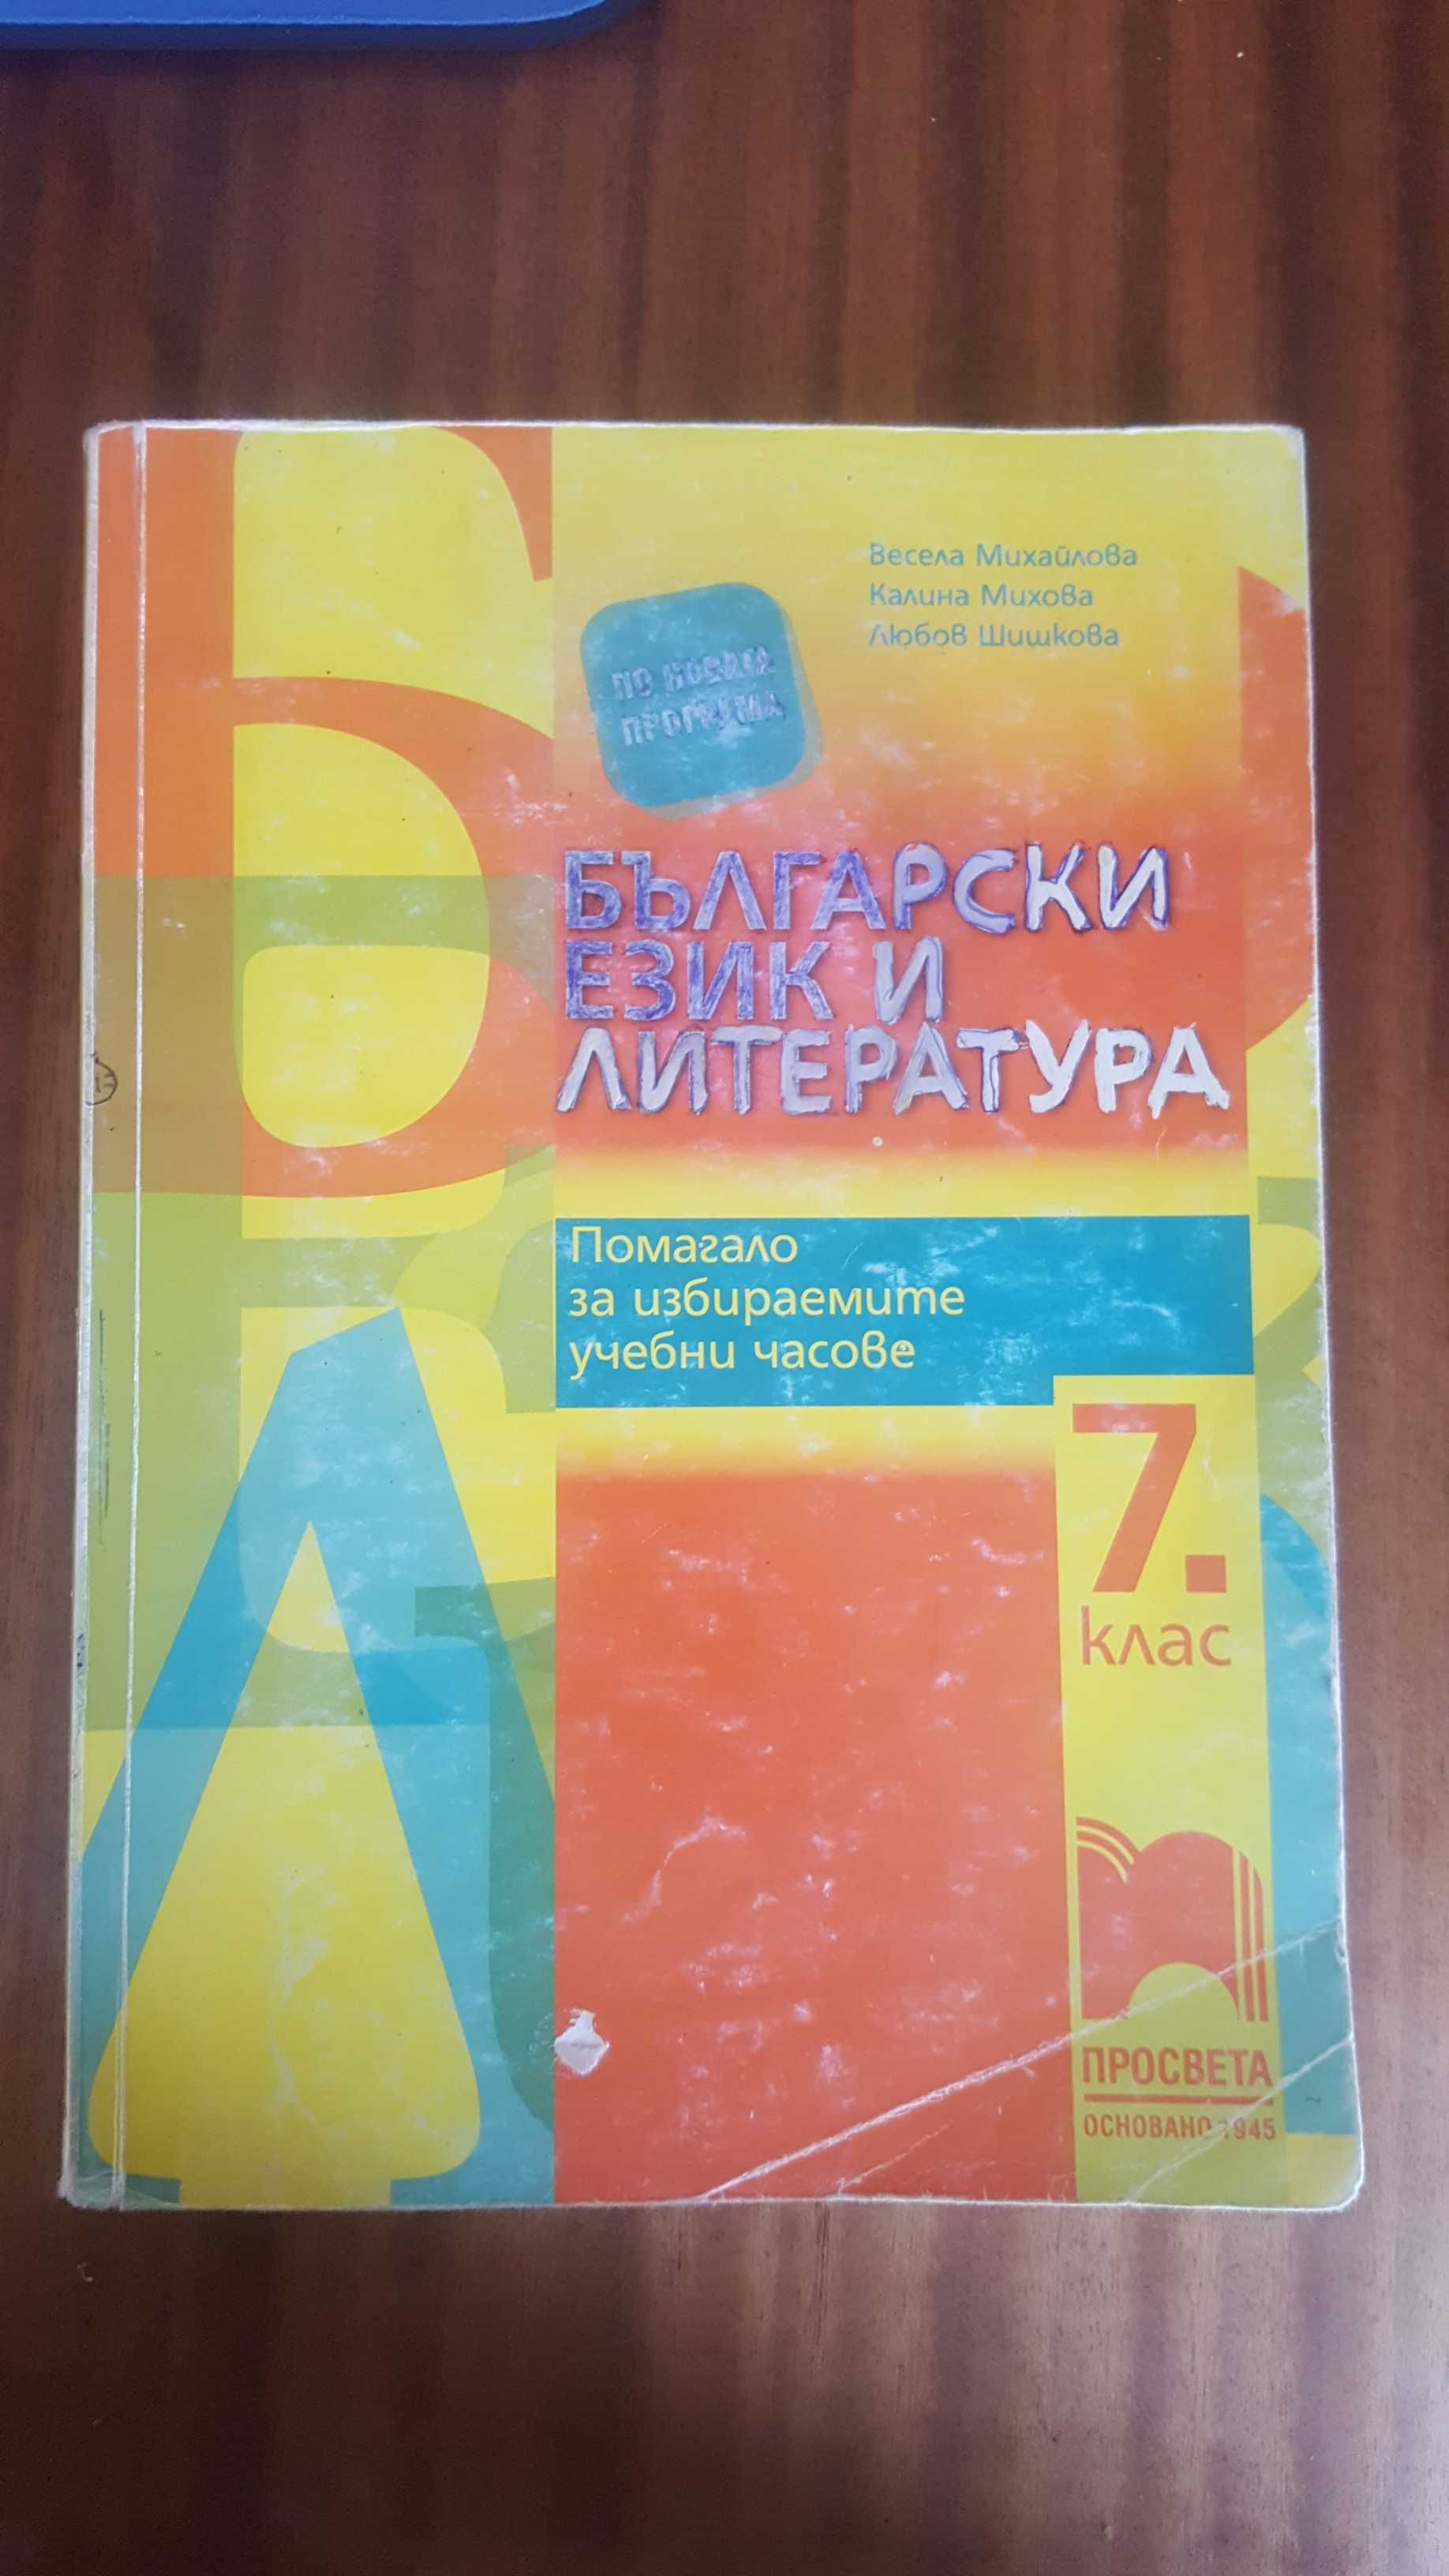 Весела Михайлова
Калина Михова
Любов Шишкова
ПО НОВАТА
ПРОГРАМА
БЪЛГАРСКИ
ЕЗИК И
ЛИТЕРАТУРА
Помагало
за избираемите
учебни часове
7.
клас
ПРОСВЕТА
ОСНОВАНО 1945